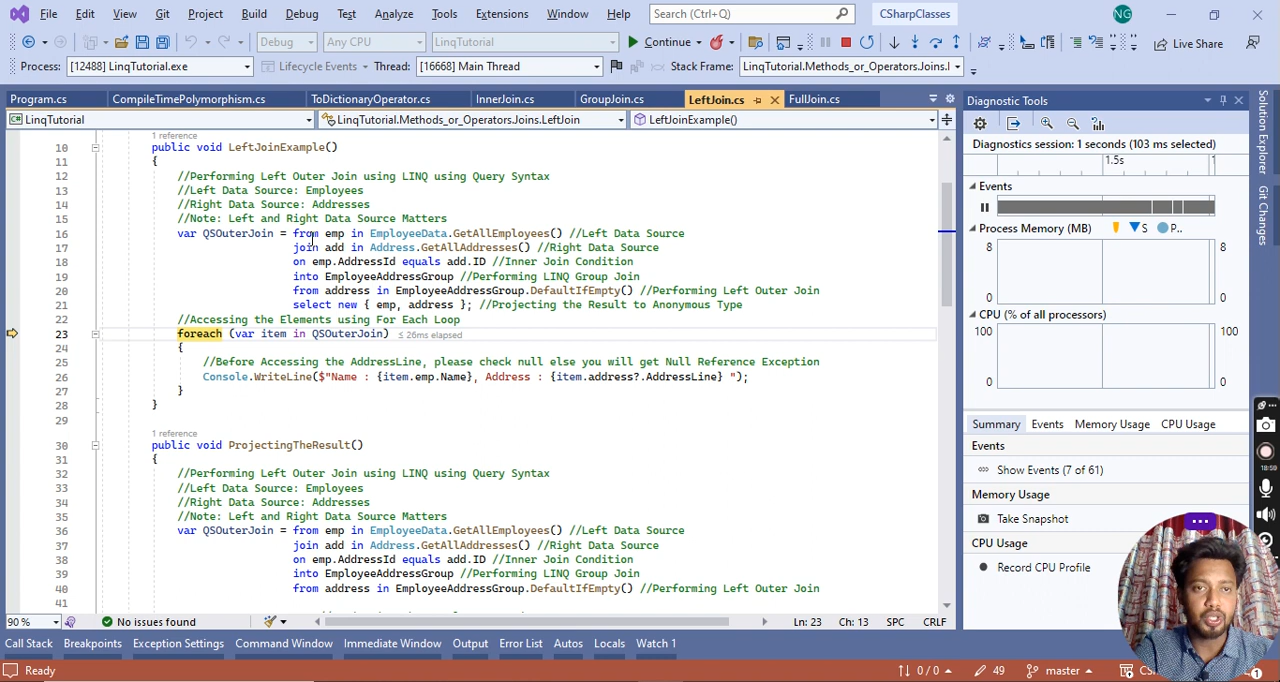 File Edit View Git Project Build Debug Test Analyze Tools Extensions Window Help Search (Ctrl+Q) CSharpClasses NG
Debug Any CPU LinqTutorial Continue Live Share
Process: [12488] LinqTutorial.exe Lifecycle Events Thread: [16668] Main Thread Stack Frame: LinqTutorial.Methods_or_Operators.Joins.l
Program.cs CompileTimePolymorphism.cs ToDictionaryOperator.cs InnerJoin.cs GroupJoin.cs LeftJoin.cs FullJoin.cs
LinqTutorial LinqTutorial.Methods_or_Operators.Joins.LeftJoin LeftJoinExample()
1 reference
10 public void LeftJoinExample()
11 {
12 //Performing Left Outer Join using LINQ using Query Syntax
13 //Left Data Source: Employees
14 //Right Data Source: Addresses
15 //Note: Left and Right Data Source Matters
16 var QSOuterJoin = from emp in EmployeeData.GetAllEmployees() //Left Data Source
17 join add in Address.GetAllAddresses() //Right Data Source
18 on emp.AddressId equals add.ID //Inner Join Condition
19 into EmployeeAddressGroup //Performing LINQ Group Join
20 from address in EmployeeAddressGroup.DefaultIfEmpty() //Performing Left Outer Join
21 select new { emp, address }; //Projecting the Result to Anonymous Type
22 //Accessing the Elements using For Each Loop
23 foreach (var item in QSOuterJoin) ≤ 26ms elapsed
24 {
25 //Before Accessing the AddressLine, please check null else you will get Null Reference Exception
26 Console.WriteLine($"Name : {item.emp.Name}, Address : {item.address?.AddressLine} ");
27 }
28 }
29
1 reference
30 public void ProjectingTheResult()
31 {
32 //Performing Left Outer Join using LINQ using Query Syntax
33 //Left Data Source: Employees
34 //Right Data Source: Addresses
35 //Note: Left and Right Data Source Matters
36 var QSOuterJoin = from emp in EmployeeData.GetAllEmployees() //Left Data Source
37 join add in Address.GetAllAddresses() //Right Data Source
38 on emp.AddressId equals add.ID //Inner Join Condition
39 into EmployeeAddressGroup //Performing LINQ Group Join
40 from address in EmployeeAddressGroup.DefaultIfEmpty() //Performing Left Outer Join
41
90 % No issues found Ln: 23 Ch: 13 SPC CRLF
Diagnostic Tools
Diagnostics session: 1 seconds (103 ms selected)
1.5s
Events
Process Memory (MB) S P..
8 8
0 0
CPU (% of all processors)
100 100
0 0
Summary Events Memory Usage CPU Usage
Events
Show Events (7 of 61)
Memory Usage
Take Snapshot
CPU Usage
Record CPU Profile
Solution Explorer
Git Changes
18:59
Call Stack Breakpoints Exception Settings Command Window Immediate Window Output Error List Autos Locals Watch 1
Ready 0 / 0 49 master 1